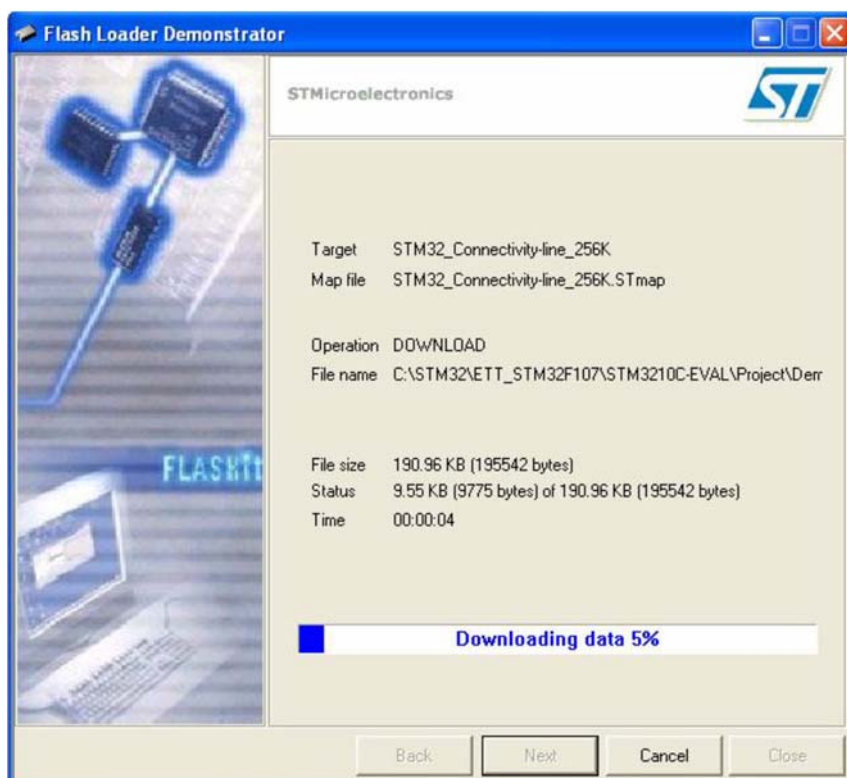 Flash Loader Demonstrator
STMicroelectronics
ST
Target STM32_Connectivity-line_256K
Map file STM32_Connectivity-line_256K.STmap
Operation DOWNLOAD
File name C:\STM32\ETT_STM32F107\STM3210C-EVAL\Project\Dem
File size 190.96 KB (195542 bytes)
Status 9.55 KB (9775 bytes) of 190.96 KB (195542 bytes)
Time 00:00:04
FLASHit
Downloading data 5%
Back Next Cancel Close